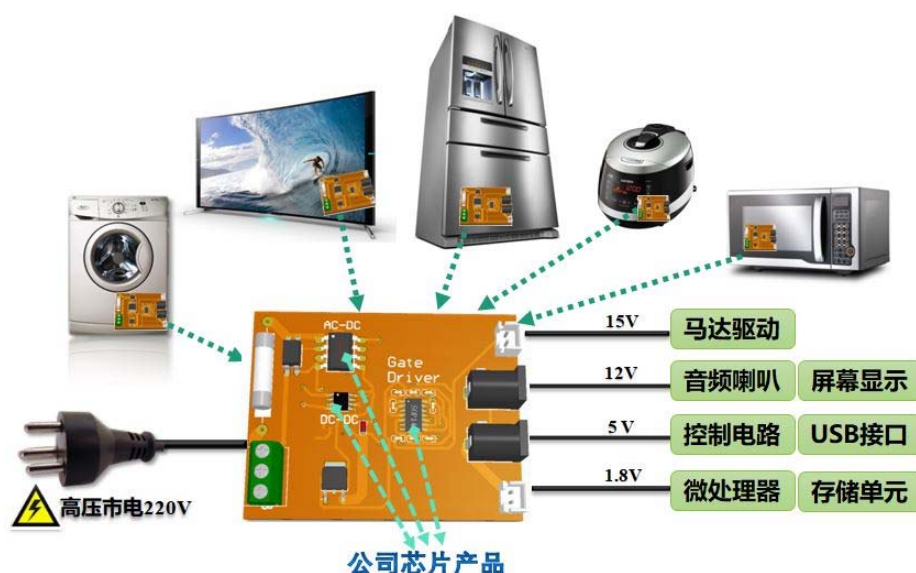 AC-DC
Gate
Driver
DC-DC
高压市电220V
15V
马达驱动
12V
音频喇叭
屏幕显示
5 V
控制电路
USB接口
1.8V
微处理器
存储单元
公司芯片产品